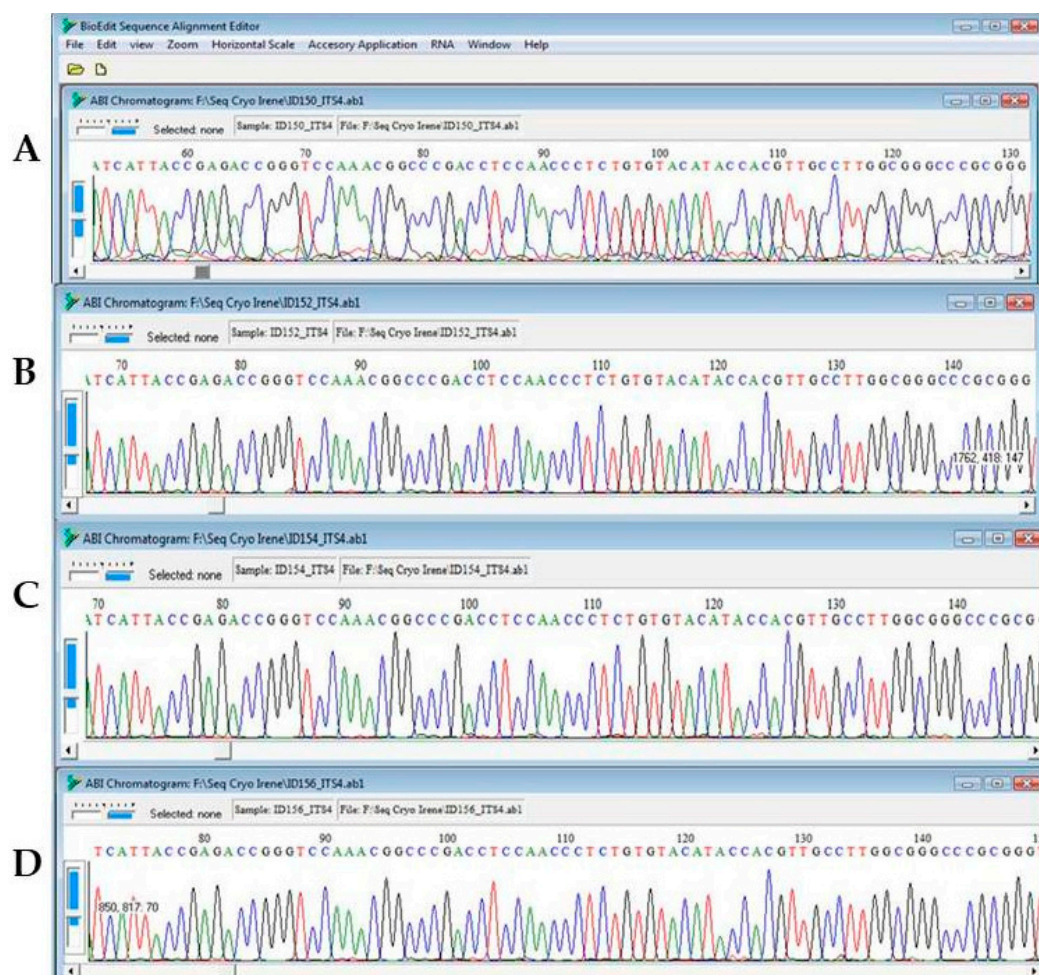 BioEdit Sequence Alignment Editor
File Edit view Zoom Horizontal Scale Accesory Application RNA Window Help
A
ABI Chromatogram: F:\Seq Cryo Irene\ID150_ITS4.ab1
Selected: none Sample: ID150_ITS4 File: F:\Seq Cryo Irene\ID150_ITS4.ab1
60 70 80 90 100 110 120 130
ATCATTACCGAGACCGGGTCCAAACGGCCCGACCTCCAACCCTCTGTGTACATACCACGTTGCCTTGGCGGGCCCGCGGG
B
ABI Chromatogram: F:\Seq Cryo Irene\ID152_ITS4.ab1
Selected: none Sample: ID152_ITS4 File: F:\Seq Cryo Irene\ID152_ITS4.ab1
70 80 90 100 110 120 130 140
ATCATTACCGAGACCGGGTCCAAACGGCCCGACCTCCAACCCTCTGTGTACATACCACGTTGCCTTGGCGGGCCCGCGGG
1762, 418: 147
C
ABI Chromatogram: F:\Seq Cryo Irene\ID154_ITS4.ab1
Selected: none Sample: ID154_ITS4 File: F:\Seq Cryo Irene\ID154_ITS4.ab1
70 80 90 100 110 120 130 140
ATCATTACCGAGACCGGGTCCAAACGGCCCGACCTCCAACCCTCTGTGTACATACCACGTTGCCTTGGCGGGCCCGCG
D
ABI Chromatogram: F:\Seq Cryo Irene\ID156_ITS4.ab1
Selected: none Sample: ID156_ITS4 File: F:\Seq Cryo Irene\ID156_ITS4.ab1
80 90 100 110 120 130 140
TCATTACCGAGACCGGGTCCAAACGGCCCGACCTCCAACCCTCTGTGTACATACCACGTTGCCTTGGCGGGCCCGCGGG
850, 817: 70